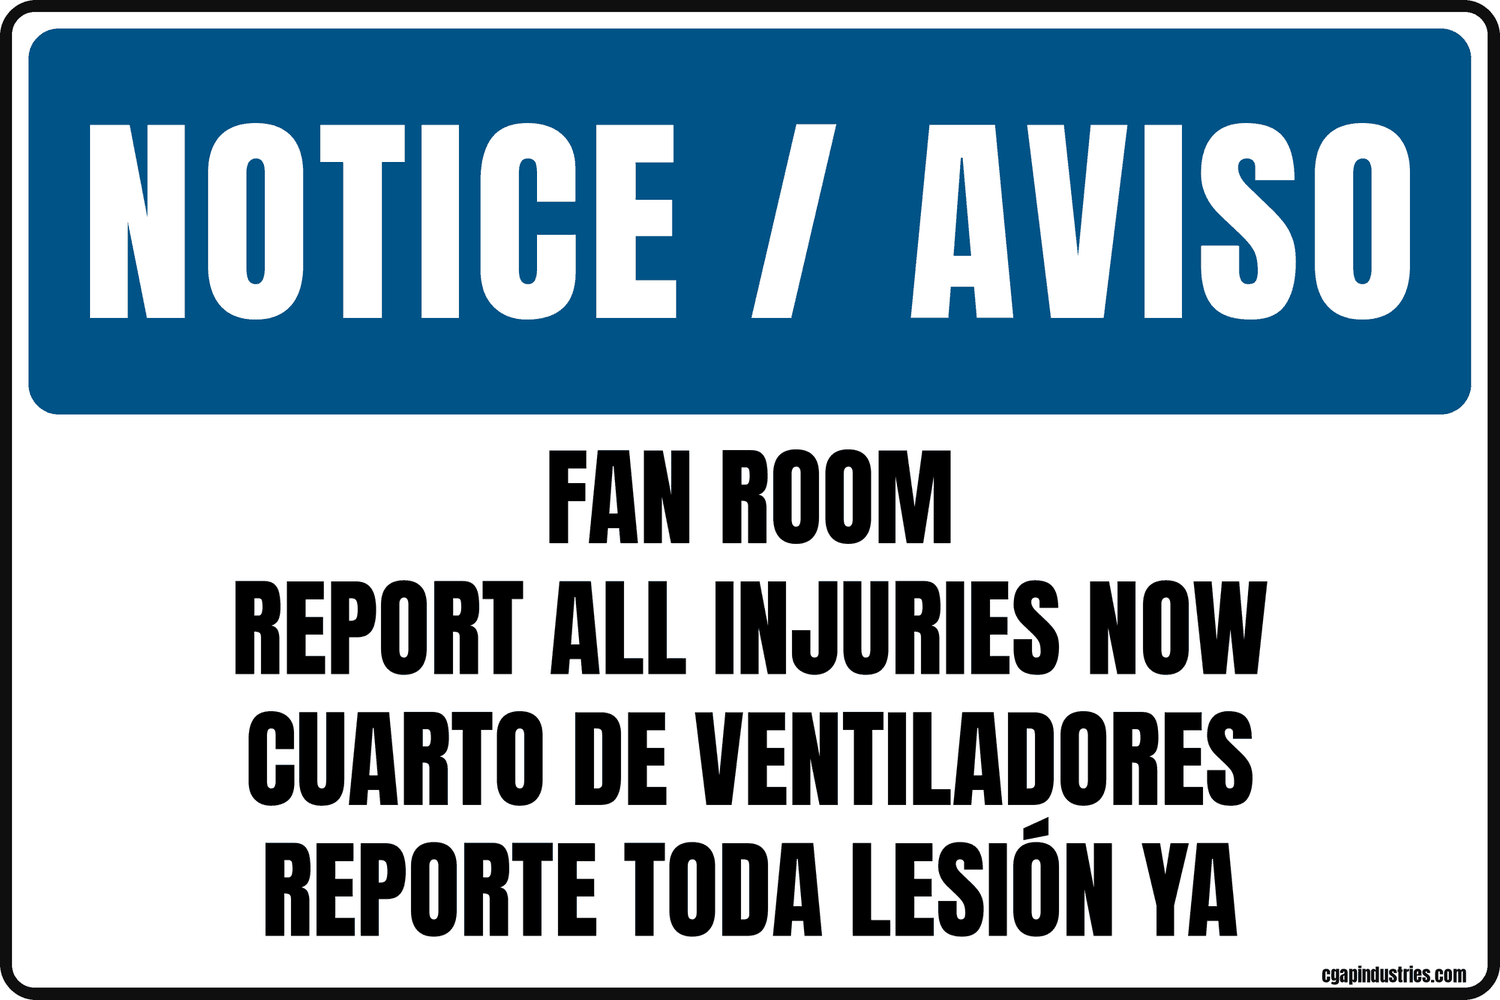 NOTICE / AVISO
FAN ROOM
REPORT ALL INJURIES NOW
CUARTO DE VENTILADORES
REPORTE TODA LESIÓN YA
cgapindustries.com